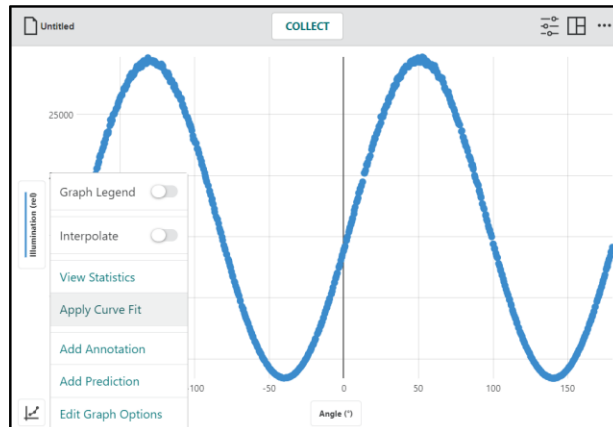 Untitled
COLLECT
25000
Illumination (rel)
Graph Legend
Interpolate
View Statistics
Apply Curve Fit
Add Annotation
Add Prediction
Edit Graph Options
-50
0
50
100
150
Angle (°)